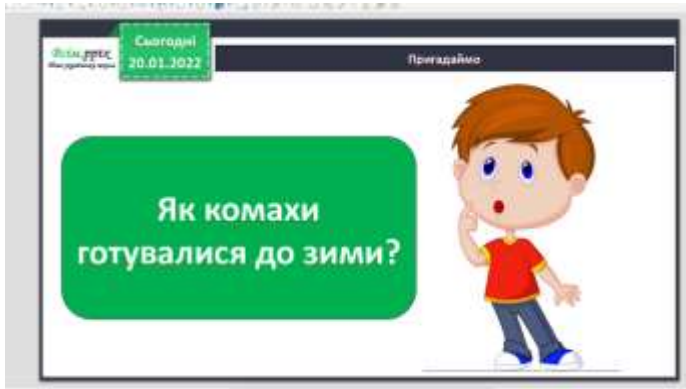 Сьогодні
20.01.2022
Пригадаймо
Як комахи
готувалися до зими?